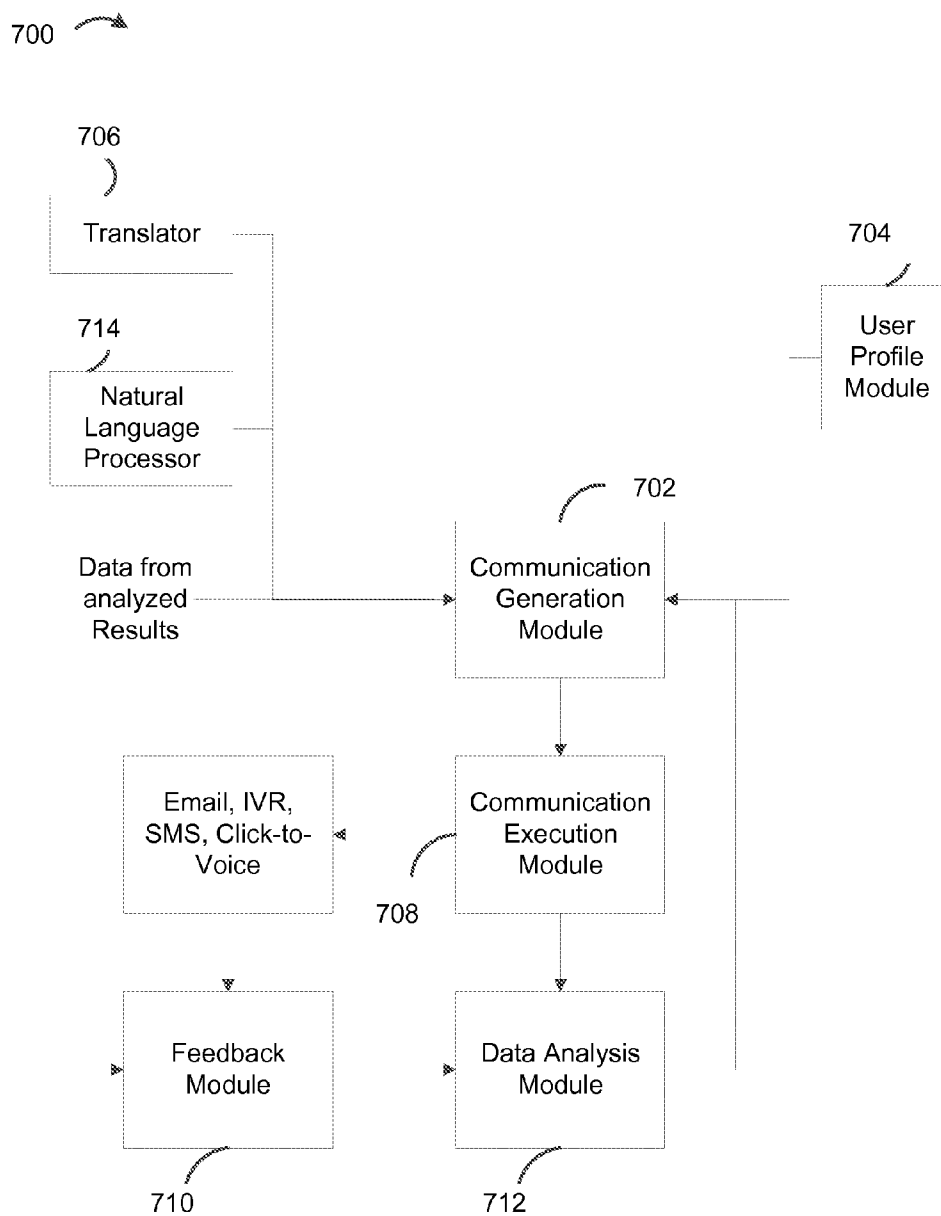 700
706
Translator
704
User
Profile
Module
714
Natural
Language
Processor
702
Communication
Generation
Module
Data from
analyzed
Results
Email, IVR,
SMS, Click-to-
Voice
Communication
Execution
Module
708
Feedback
Module
Data Analysis
Module
710
712